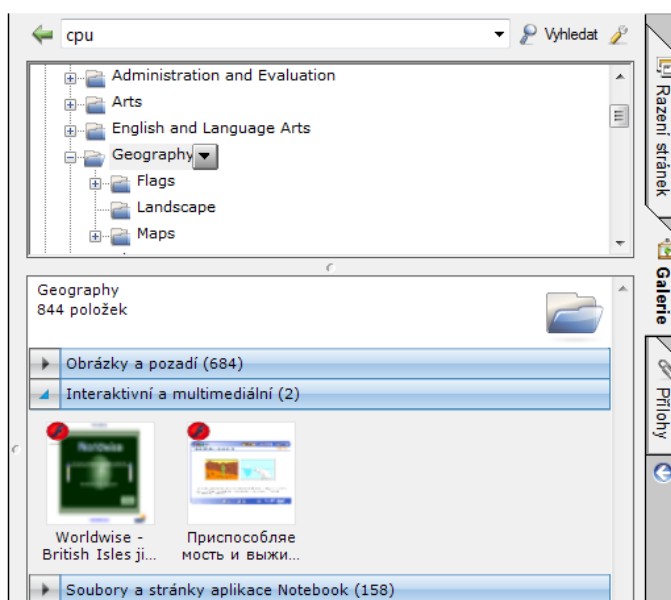 cpu
Vyhledat
Administration and Evaluation
Arts
English and Language Arts
Geography
Flags
Landscape
Maps
Geography
844 položek
Obrázky a pozadí (684)
Interaktivní a multimediální (2)
Worldwise
Worldwise -
British Isles ji...
Приспособляе
мость и выжи...
Soubory a stránky aplikace Notebook (158)
Razení stránek
Galerie
Přílohy